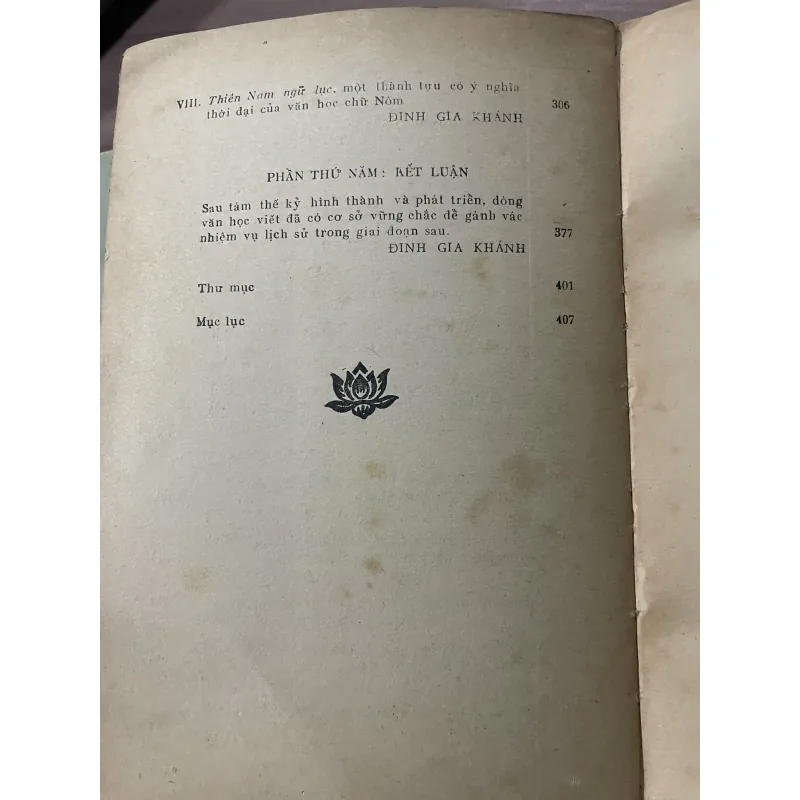 VIII. Thiên Nam ngữ lục, một thành tựu có ý nghĩa
thời đại của văn học chữ Nôm 306
ĐINH GIA KHÁNH
PHẦN THỨ NĂM : KẾT LUẬN
Sau tám thế kỷ hình thành và phát triển, dòng
văn học viết đã có cơ sở vững chắc để gánh vác
nhiệm vụ lịch sử trong giai đoạn sau. 377
ĐINH GIA KHÁNH
Thư mục 401
Mục lục 407